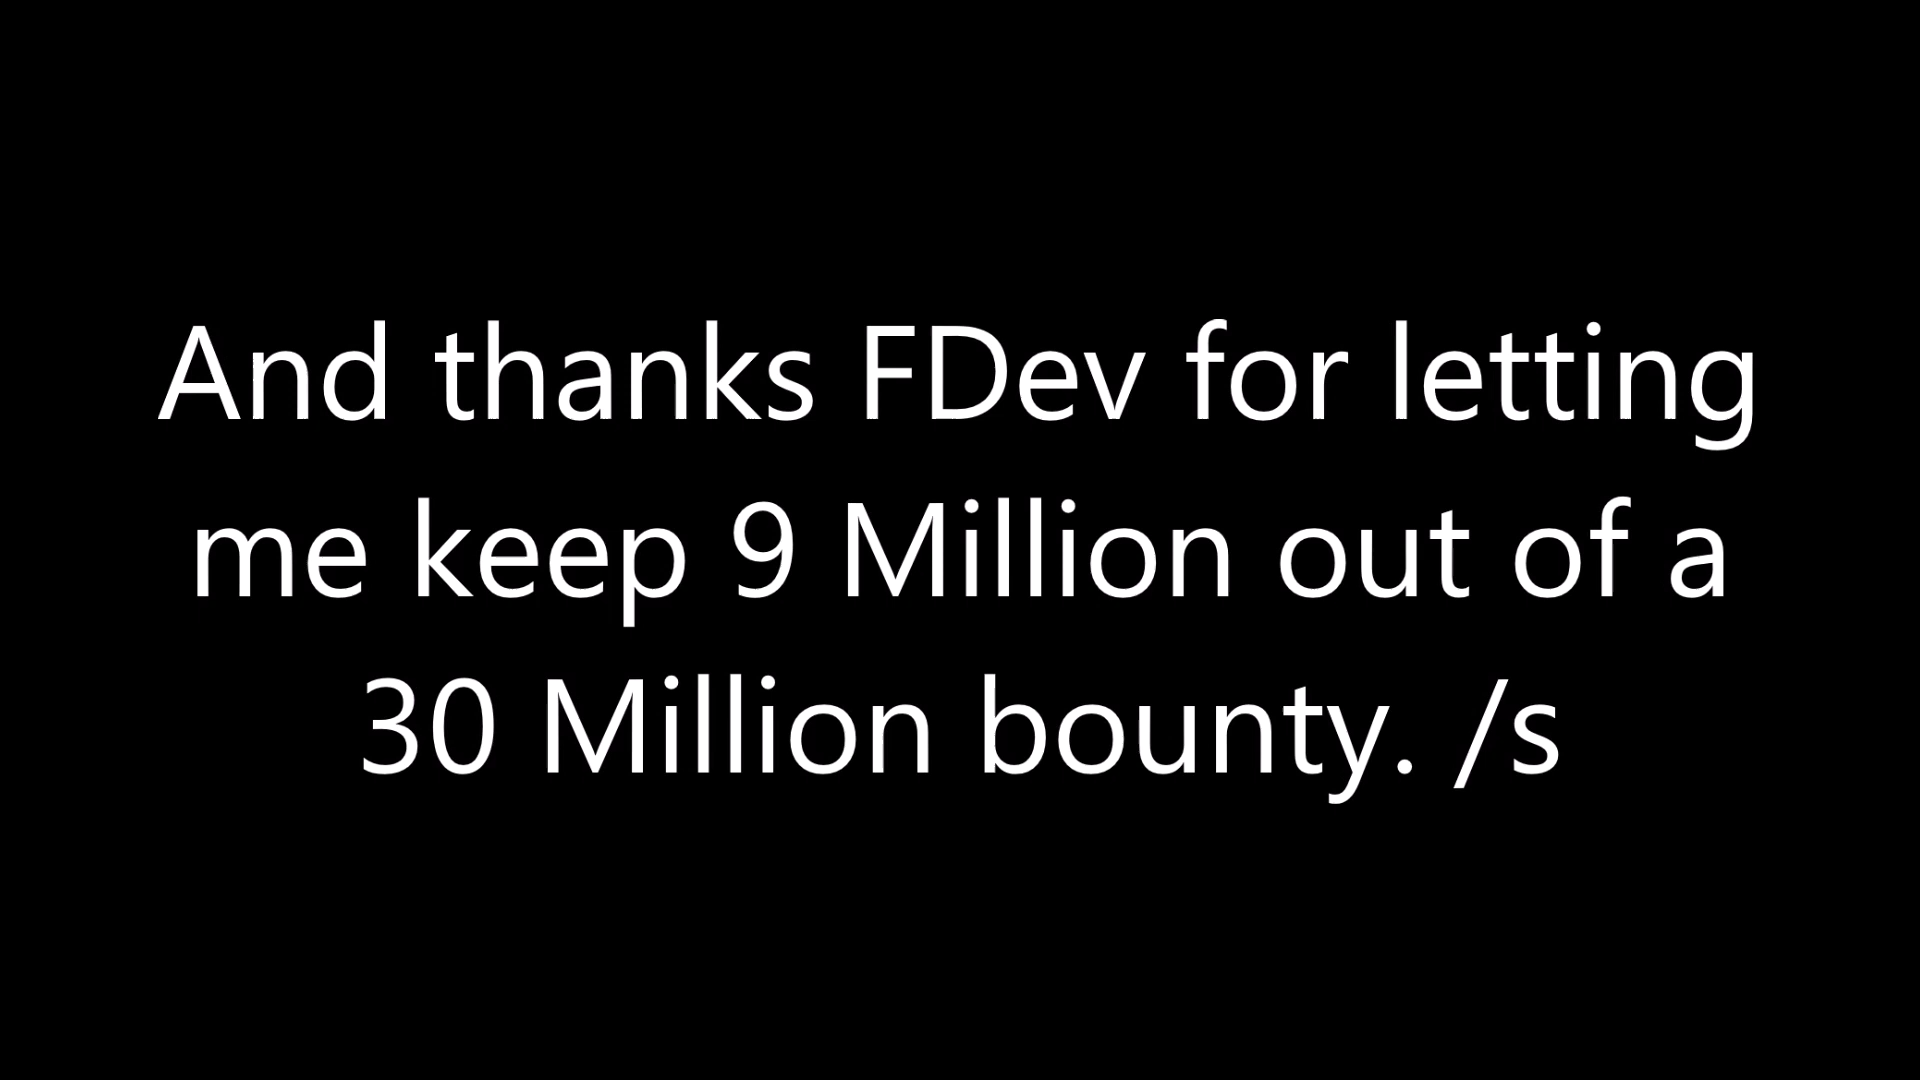 And thanks FDev for letting
me keep 9 Million out of a
30 Million bounty. /s